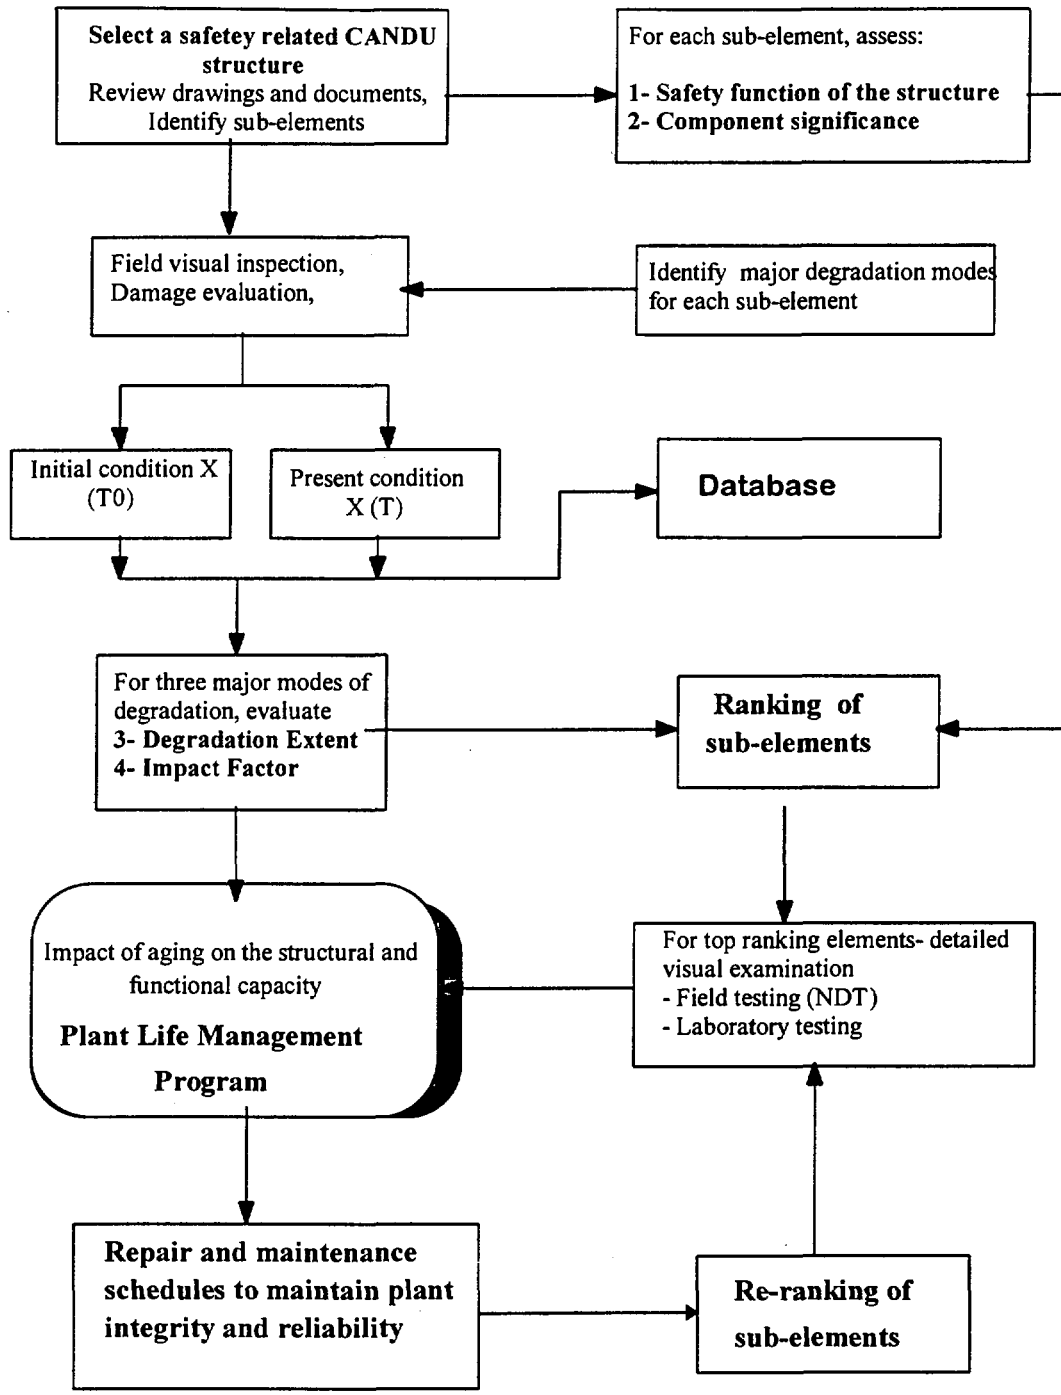 Select a safetey related CANDU
structure
Review drawings and documents,
Identify sub-elements
For each sub-element, assess:
1- Safety function of the structure
2- Component significance
Field visual inspection,
Damage evaluation,
Identify major degradation modes
for each sub-element
Initial condition X
(T0)
Present condition
X (T)
Database
For three major modes of
degradation, evaluate
3- Degradation Extent
4- Impact Factor
Ranking of
sub-elements
Impact of aging on the structural and
functional capacity
Plant Life Management
Program
For top ranking elements- detailed
visual examination
- Field testing (NDT)
- Laboratory testing
Repair and maintenance
schedules to maintain plant
integrity and reliability
Re-ranking of
sub-elements